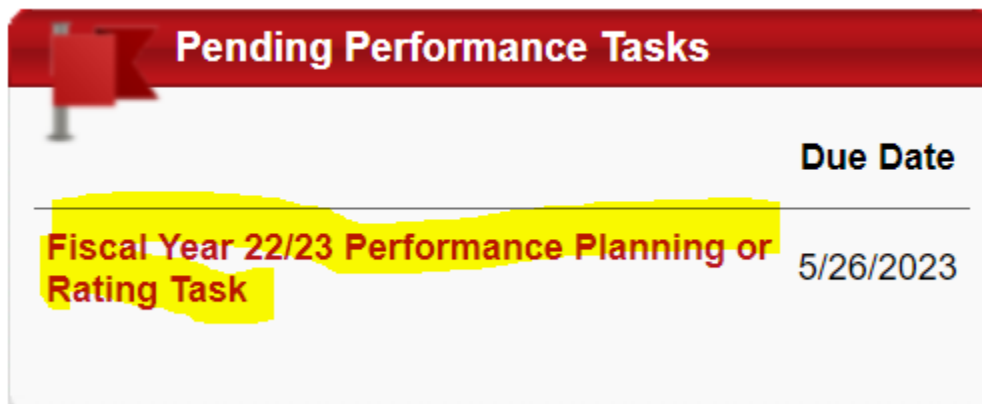 Pending Performance Tasks
Due Date
Fiscal Year 22/23 Performance Planning or
Rating Task
5/26/2023